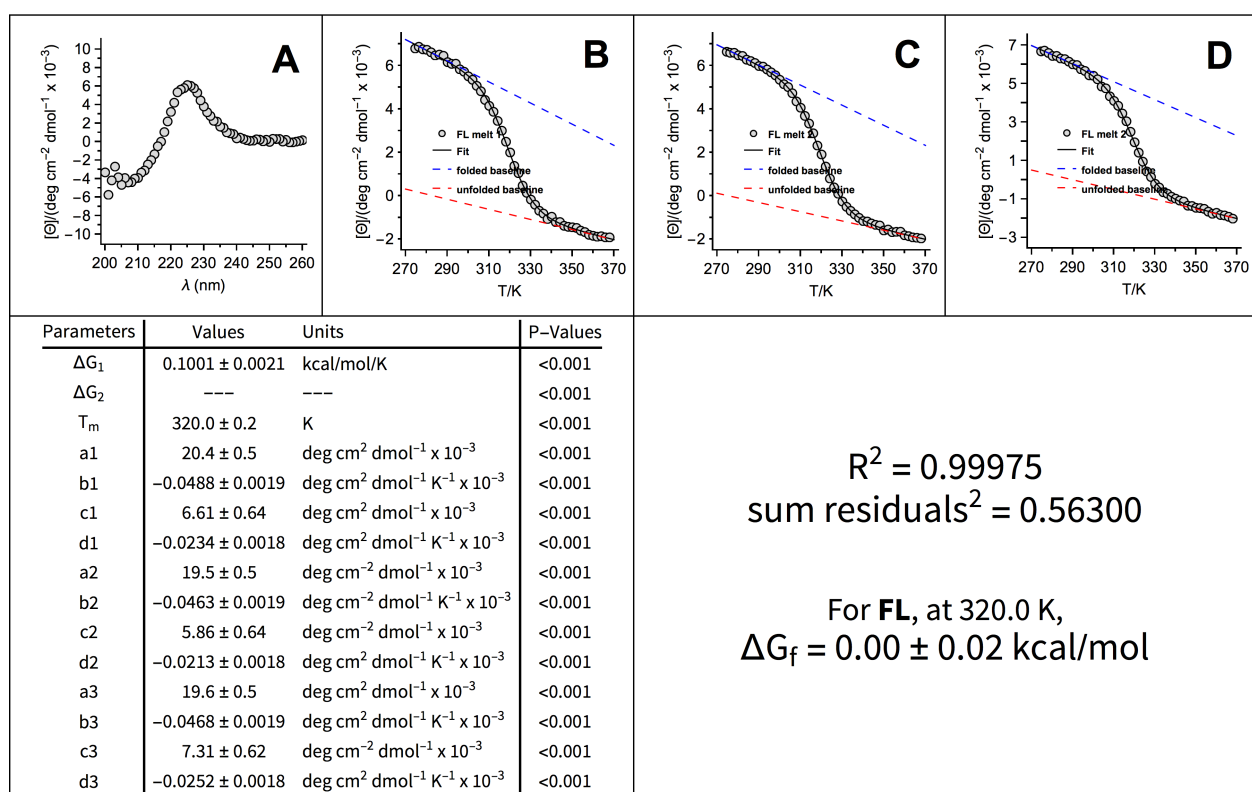 A
[Θ]/(deg cm⁻² dmol⁻¹ x 10⁻³)
10
8
6
4
2
0
−2
−4
−6
−8
−10
200 210 220 230 240 250 260
λ (nm)
B
[Θ]/(deg cm⁻² dmol⁻¹ x 10⁻³)
6
4
2
0
−2
FL melt 1
Fit
folded baseline
unfolded baseline
270 290 310 330 350 370
T/K
C
[Θ]/(deg cm⁻² dmol⁻¹ x 10⁻³)
6
4
2
0
−2
FL melt 2
Fit
folded baseline
unfolded baseline
270 290 310 330 350 370
T/K
D
[Θ]/(deg cm⁻² dmol⁻¹ x 10⁻³)
7
5
3
1
−1
−3
FL melt 2
Fit
folded baseline
unfolded baseline
270 290 310 330 350 370
T/K
Parameters Values Units P−Values
ΔG₁ 0.1001 ± 0.0021 kcal/mol/K <0.001
ΔG₂ −−− −−− <0.001
Tₘ 320.0 ± 0.2 K <0.001
a1 20.4 ± 0.5 deg cm² dmol⁻¹ x 10⁻³ <0.001
b1 −0.0488 ± 0.0019 deg cm² dmol⁻¹ K⁻¹ x 10⁻³ <0.001
c1 6.61 ± 0.64 deg cm² dmol⁻¹ x 10⁻³ <0.001
d1 −0.0234 ± 0.0018 deg cm² dmol⁻¹ K⁻¹ x 10⁻³ <0.001
a2 19.5 ± 0.5 deg cm⁻² dmol⁻¹ x 10⁻³ <0.001
b2 −0.0463 ± 0.0019 deg cm⁻² dmol⁻¹ K⁻¹ x 10⁻³ <0.001
c2 5.86 ± 0.64 deg cm⁻² dmol⁻¹ x 10⁻³ <0.001
d2 −0.0213 ± 0.0018 deg cm² dmol⁻¹ K⁻¹ x 10⁻³ <0.001
a3 19.6 ± 0.5 deg cm⁻² dmol⁻¹ x 10⁻³ <0.001
b3 −0.0468 ± 0.0019 deg cm² dmol⁻¹ K⁻¹ x 10⁻³ <0.001
c3 7.31 ± 0.62 deg cm⁻² dmol⁻¹ x 10⁻³ <0.001
d3 −0.0252 ± 0.0018 deg cm² dmol⁻¹ K⁻¹ x 10⁻³ <0.001
R² = 0.99975
sum residuals² = 0.56300
For FL, at 320.0 K,
ΔG_f = 0.00 ± 0.02 kcal/mol